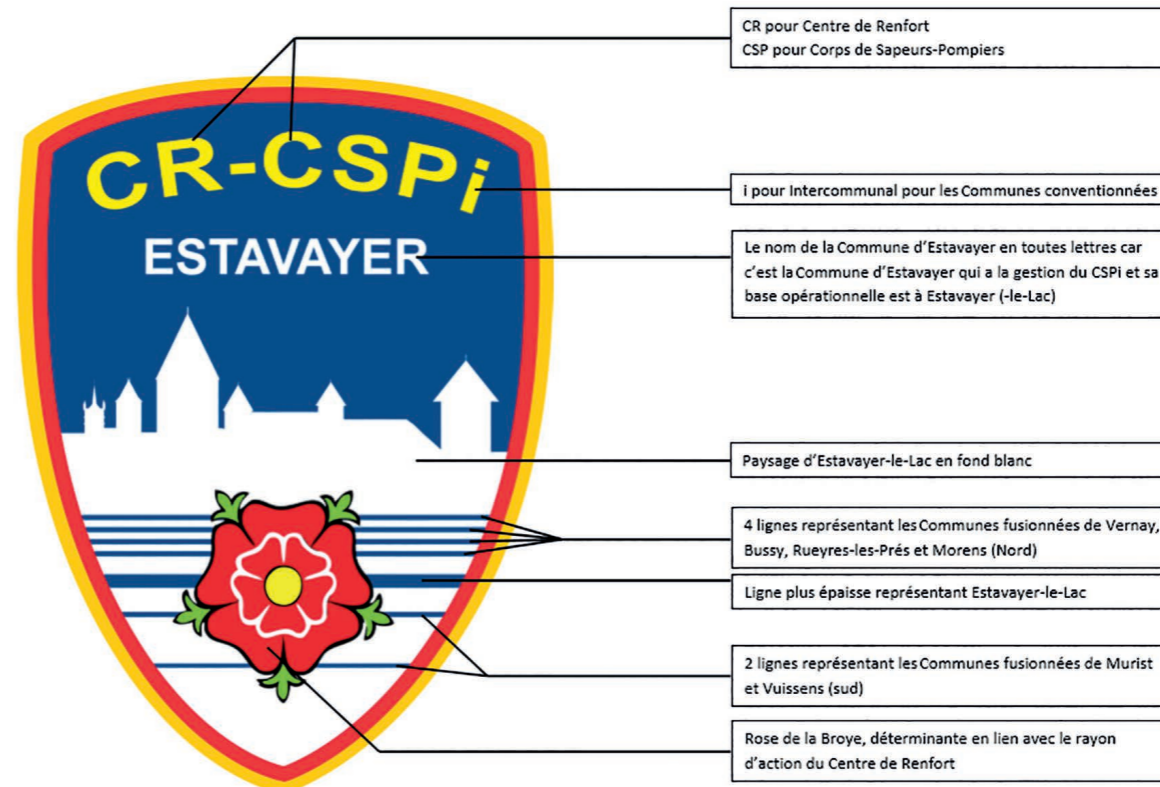 CR-CSPi
ESTAVAYER
CR pour Centre de Renfort
CSP pour Corps de Sapeurs-Pompiers
i pour Intercommunal pour les Communes conventionnées
Le nom de la Commune d'Estavayer en toutes lettres car
c'est la Commune d'Estavayer qui a la gestion du CSPi et sa
base opérationnelle est à Estavayer (-le-Lac)
Paysage d'Estavayer-le-Lac en fond blanc
4 lignes représentant les Communes fusionnées de Vernay,
Bussy, Rueyres-les-Prés et Morens (Nord)
Ligne plus épaisse représentant Estavayer-le-Lac
2 lignes représentant les Communes fusionnées de Murist
et Vuissens (sud)
Rose de la Broye, déterminante en lien avec le rayon
d'action du Centre de Renfort